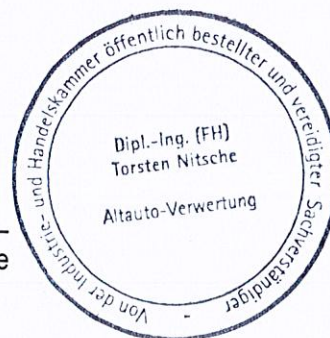 Von der Industrie- und Handelskammer öffentlich bestellter und vereidigter Sachverständiger -
Dipl.-Ing. (FH)
Torsten Nitsche
Altauto-Verwertung
e